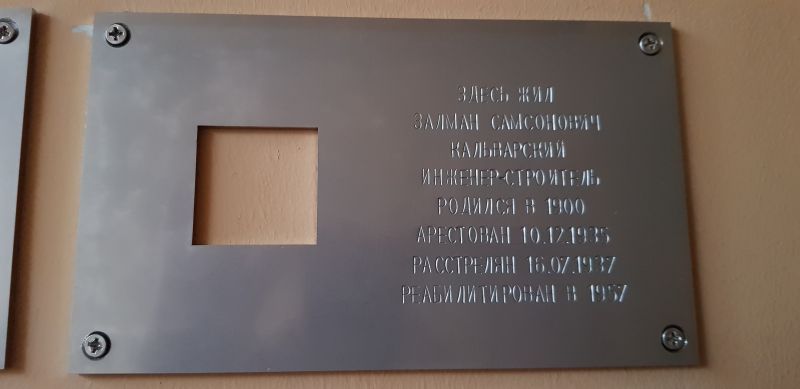 ЗДЕСЬ ЖИЛ
ЗАЛМАН САМСОНОВИЧ
КАЛЬВАРСКИЙ
ИНЖЕНЕР-СТРОИТЕЛЬ
РОДИЛСЯ В 1900
АРЕСТОВАН 10.12.1935
РАССТРЕЛЯН 16.07.1937
РЕАБИЛИТИРОВАН В 1957